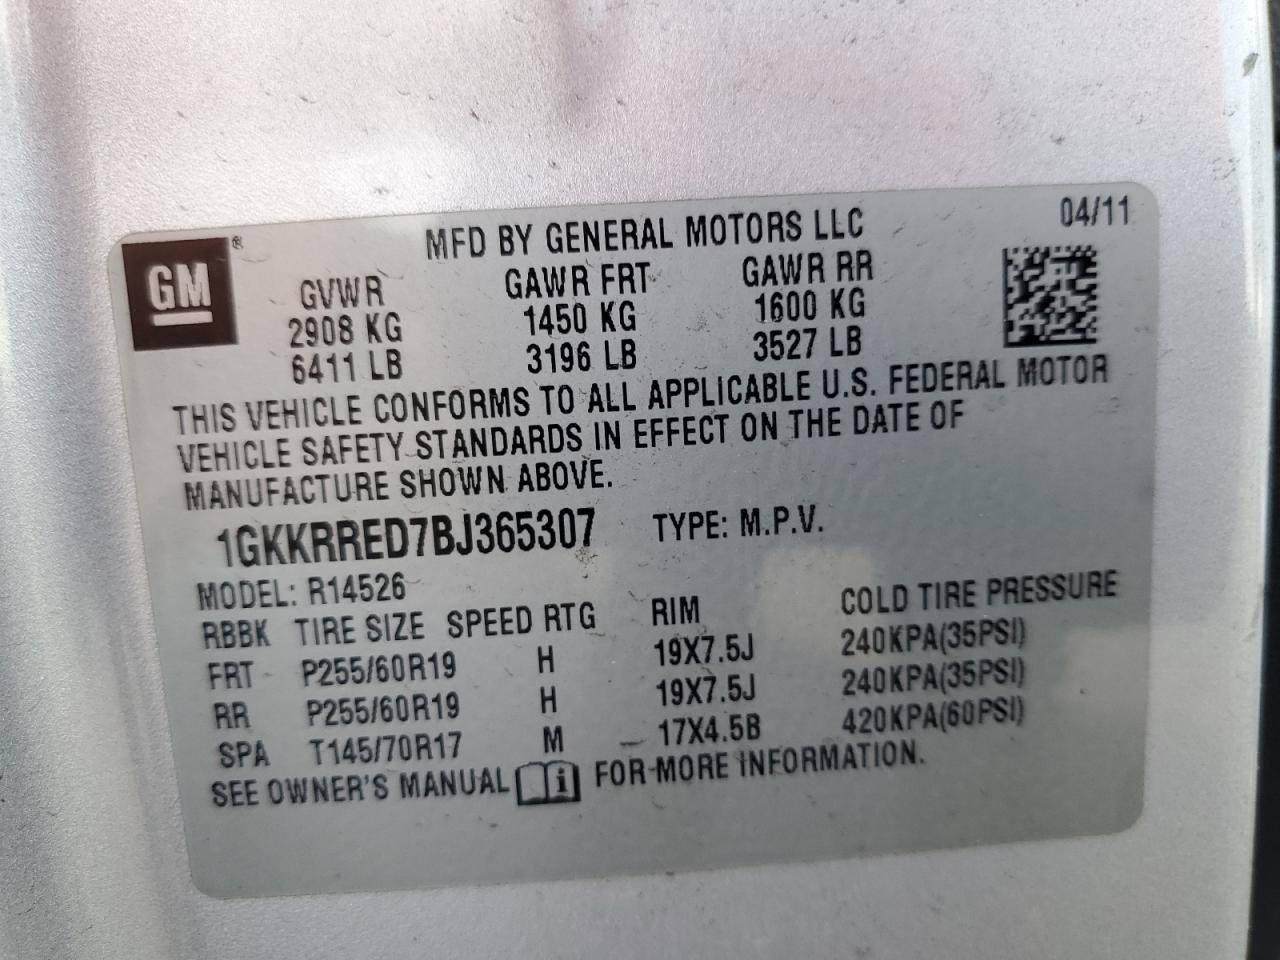 GM®
MFD BY GENERAL MOTORS LLC 04/11
GVWR GAWR FRT GAWR RR
2908 KG 1450 KG 1600 KG
6411 LB 3196 LB 3527 LB
THIS VEHICLE CONFORMS TO ALL APPLICABLE U.S. FEDERAL MOTOR
VEHICLE SAFETY STANDARDS IN EFFECT ON THE DATE OF
MANUFACTURE SHOWN ABOVE.
1GKKRRED7BJ365307 TYPE: M.P.V.
MODEL: R14526
RBBK TIRE SIZE SPEED RTG RIM COLD TIRE PRESSURE
FRT P255/60R19 H 19X7.5J 240KPA(35PSI)
RR P255/60R19 H 19X7.5J 240KPA(35PSI)
SPA T145/70R17 M 17X4.5B 420KPA(60PSI)
SEE OWNER'S MANUAL i FOR MORE INFORMATION.